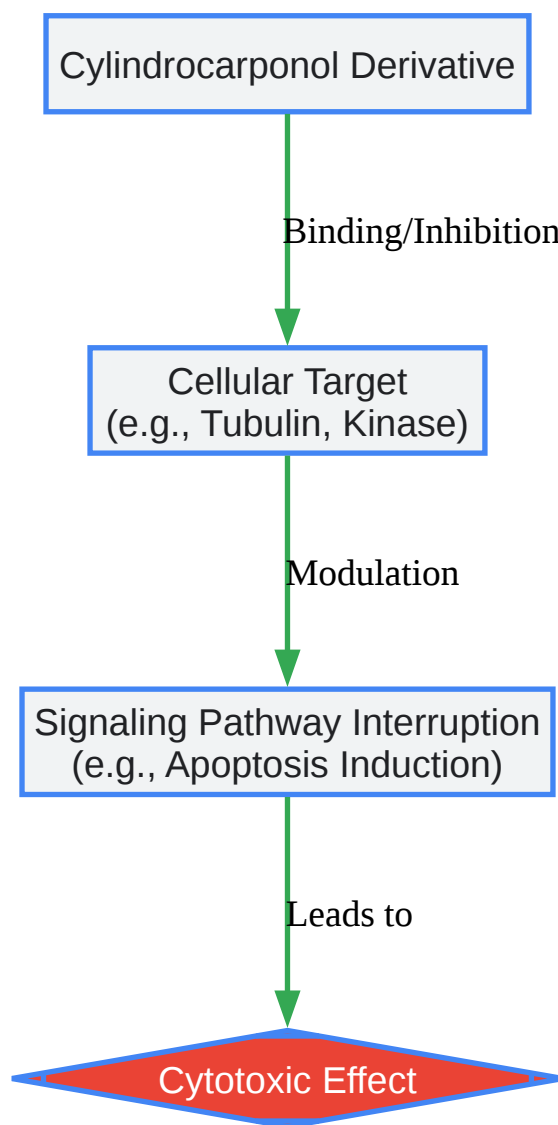 Cylindrocarponol Derivative
Binding/Inhibition
Cellular Target
(e.g., Tubulin, Kinase)
Modulation
Signaling Pathway Interruption
(e.g., Apoptosis Induction)
Leads to
Cytotoxic Effect